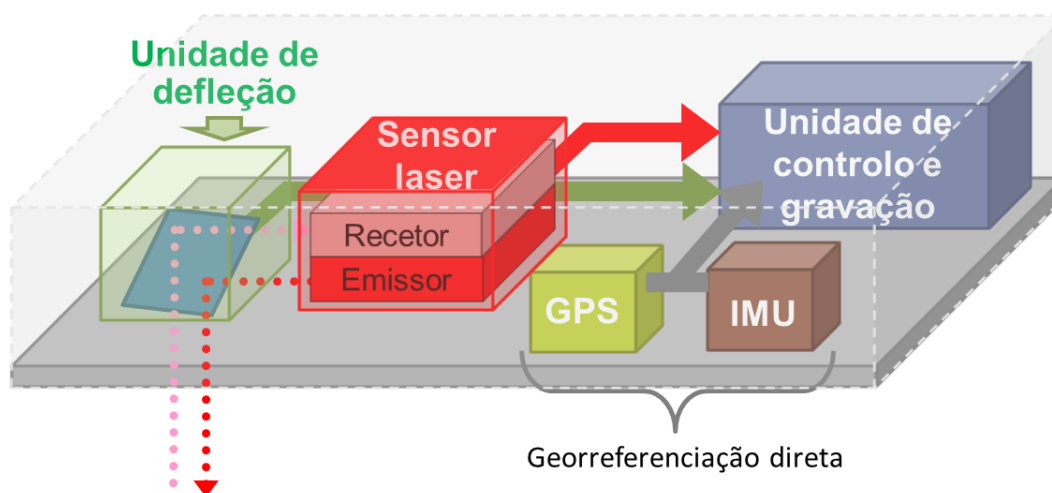 Unidade de
defleção
Sensor
laser
Unidade de
controlo e
gravação
Recetor
Emissor
GPS
IMU
Georreferenciação direta